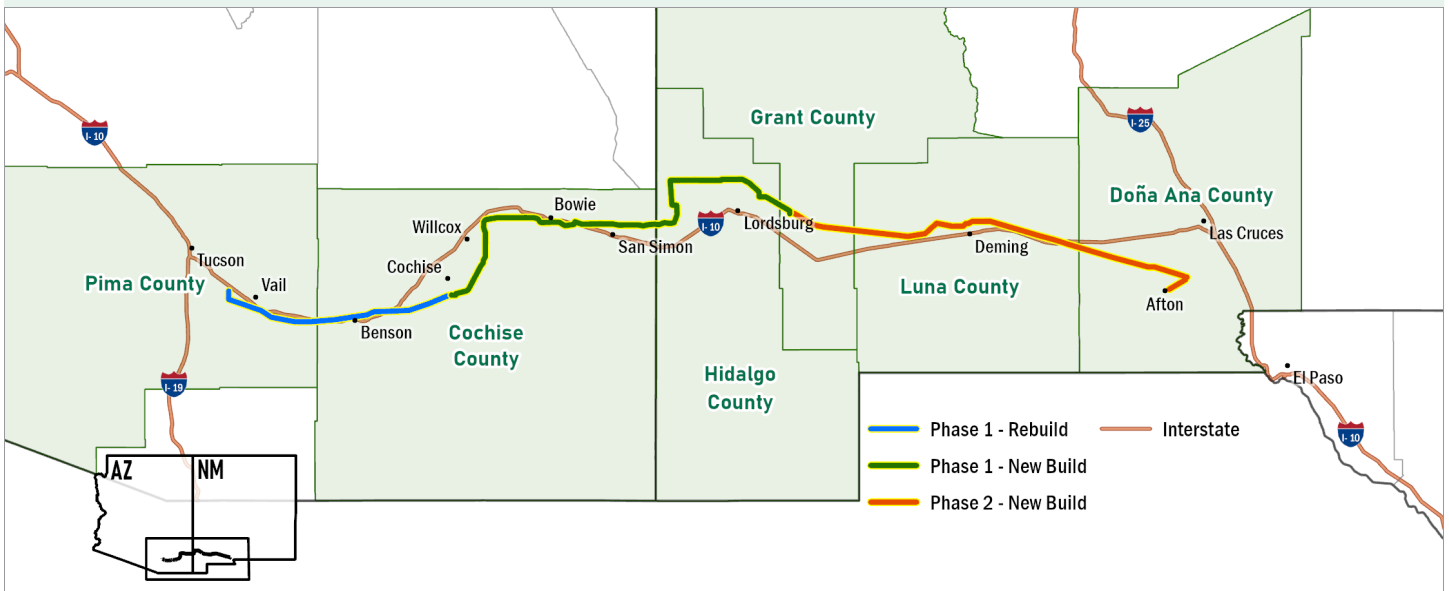 I- 10
Grant County
I- 25
Doña Ana County
Bowie
Willcox
Lordsburg
I- 10
Las Cruces
San Simon
Deming
Tucson
Cochise
Pima County
Vail
Luna County
Afton
Benson
Cochise
County
Hidalgo
County
El Paso
I- 19
I- 10
Phase 1 - Rebuild
Interstate
Phase 1 - New Build
Phase 2 - New Build
AZ
NM